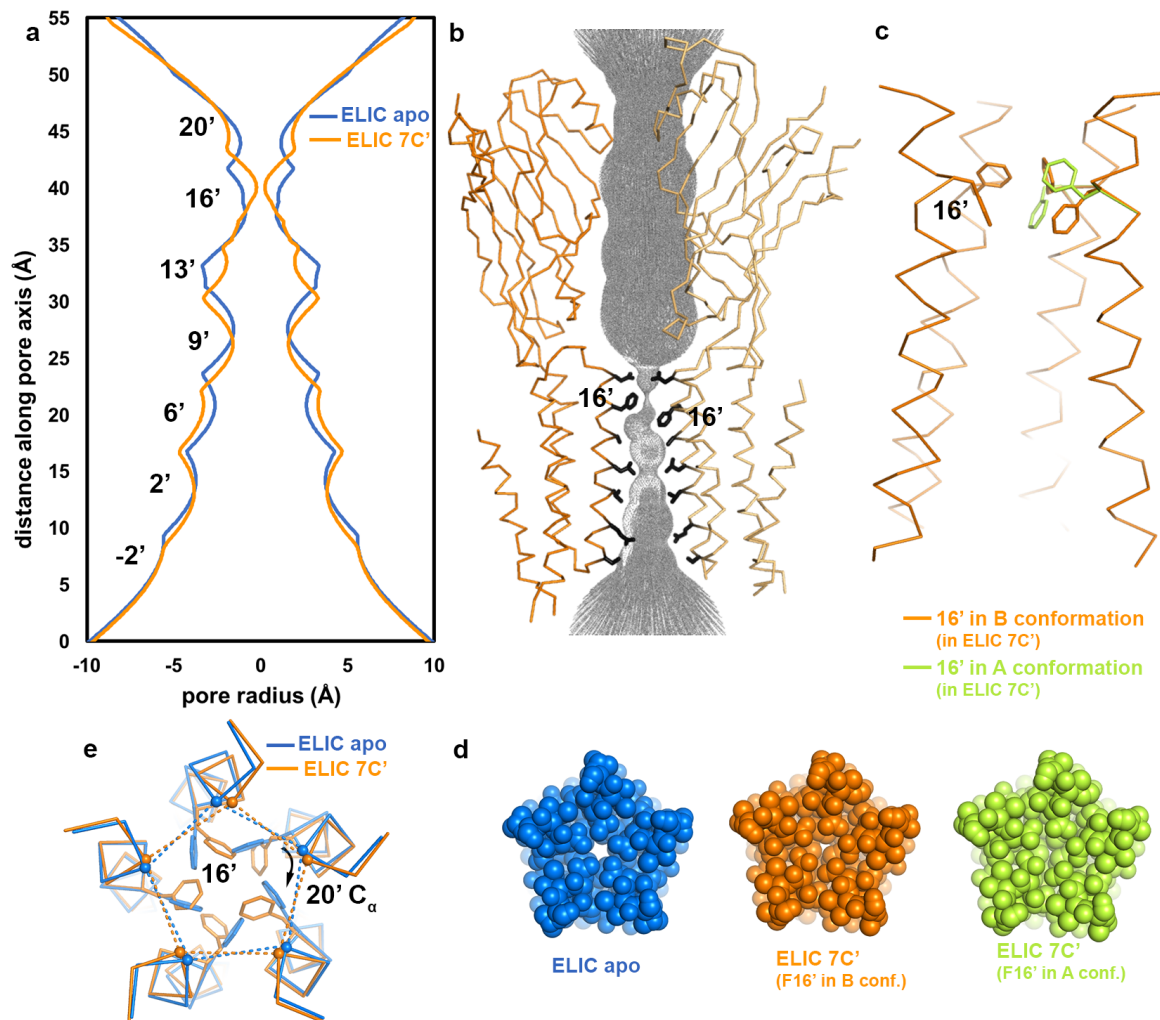 a
55
50
45
40
35
30
25
20
15
10
5
0
-10
-5
0
5
10
distance along pore axis (Å)
pore radius (Å)
20’
16’
13’
9’
6’
2’
-2’
ELIC apo
ELIC 7C’
b
16’
16’
c
16’
16’ in B conformation
(in ELIC 7C’)
16’ in A conformation
(in ELIC 7C’)
e
ELIC apo
ELIC 7C’
16’
20’ Cα
d
ELIC apo
ELIC 7C’
(F16’ in B conf.)
ELIC 7C’
(F16’ in A conf.)